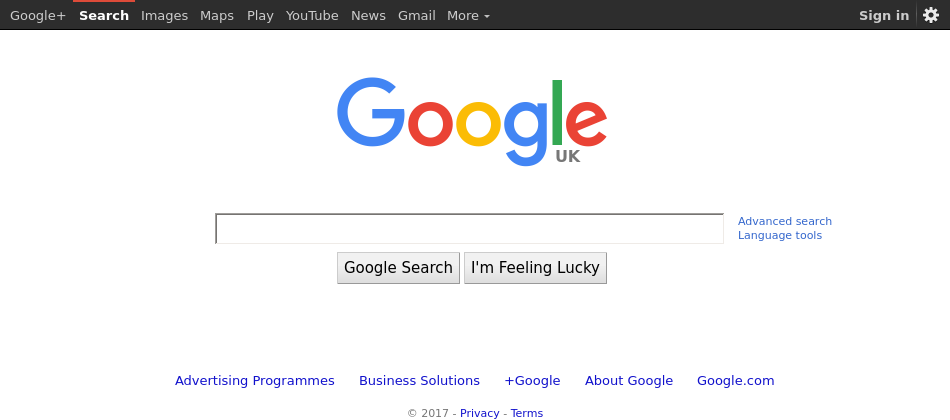 Google+ Search Images Maps Play YouTube News Gmail More Sign in
Google
UK
Advanced search
Language tools
Google Search I'm Feeling Lucky
Advertising Programmes Business Solutions +Google About Google Google.com
© 2017 - Privacy - Terms